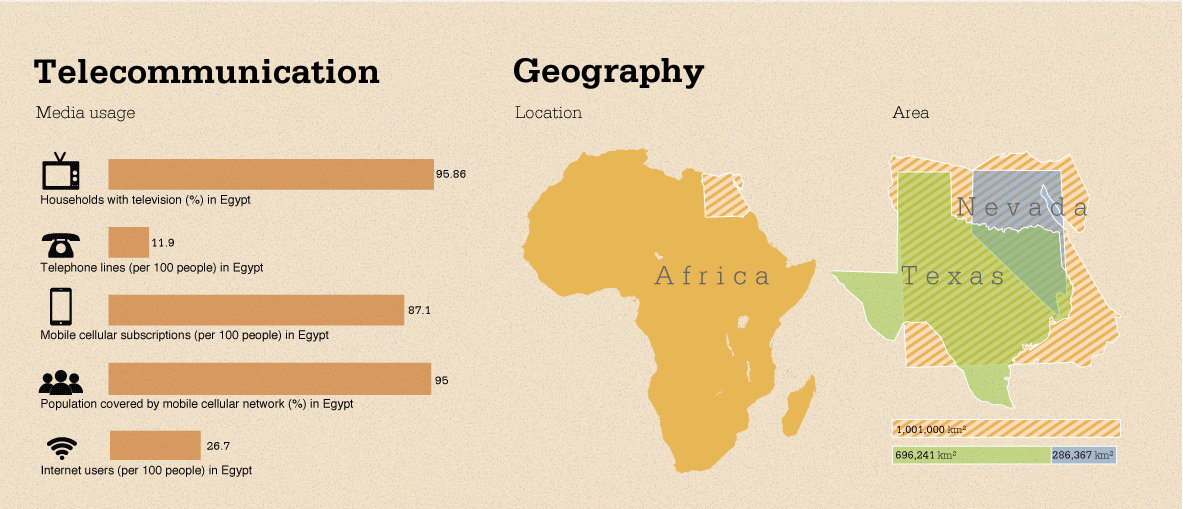 Telecommunication
Media usage
95.86
Households with television (%) in Egypt
11.9
Telephone lines (per 100 people) in Egypt
87.1
Mobile cellular subscriptions (per 100 people) in Egypt
95
Population covered by mobile cellular network (%) in Egypt
26.7
Internet users (per 100 people) in Egypt
Geography
Location
Africa
Area
Nevada
Texas
1,001,000 km²
696,241 km² 286,367 km²